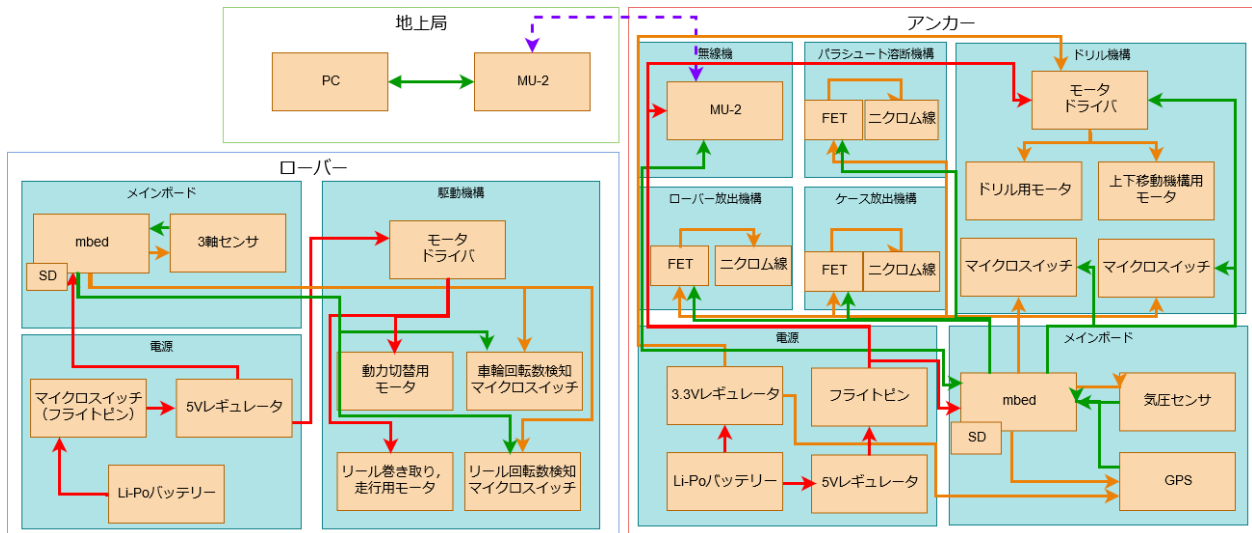 地上局
PC
MU-2
ローバー
メインボード
mbed
3軸センサ
SD
駆動機構
モータ
ドライバ
動力切替用
モータ
車輪回転数検知
マイクロスイッチ
リール巻き取り,
走行用モータ
リール回転数検知
マイクロスイッチ
電源
マイクロスイッチ
（フライトピン）
5Vレギュレータ
Li-Poバッテリー
アンカー
無線機
MU-2
パラシュート溶断機構
FET
ニクロム線
ドリル機構
モータ
ドライバ
ドリル用モータ
上下移動機構用
モータ
マイクロスイッチ
マイクロスイッチ
ローバー放出機構
FET
ニクロム線
ケース放出機構
FET
ニクロム線
電源
3.3Vレギュレータ
フライトピン
Li-Poバッテリー
5Vレギュレータ
メインボード
mbed
SD
気圧センサ
GPS